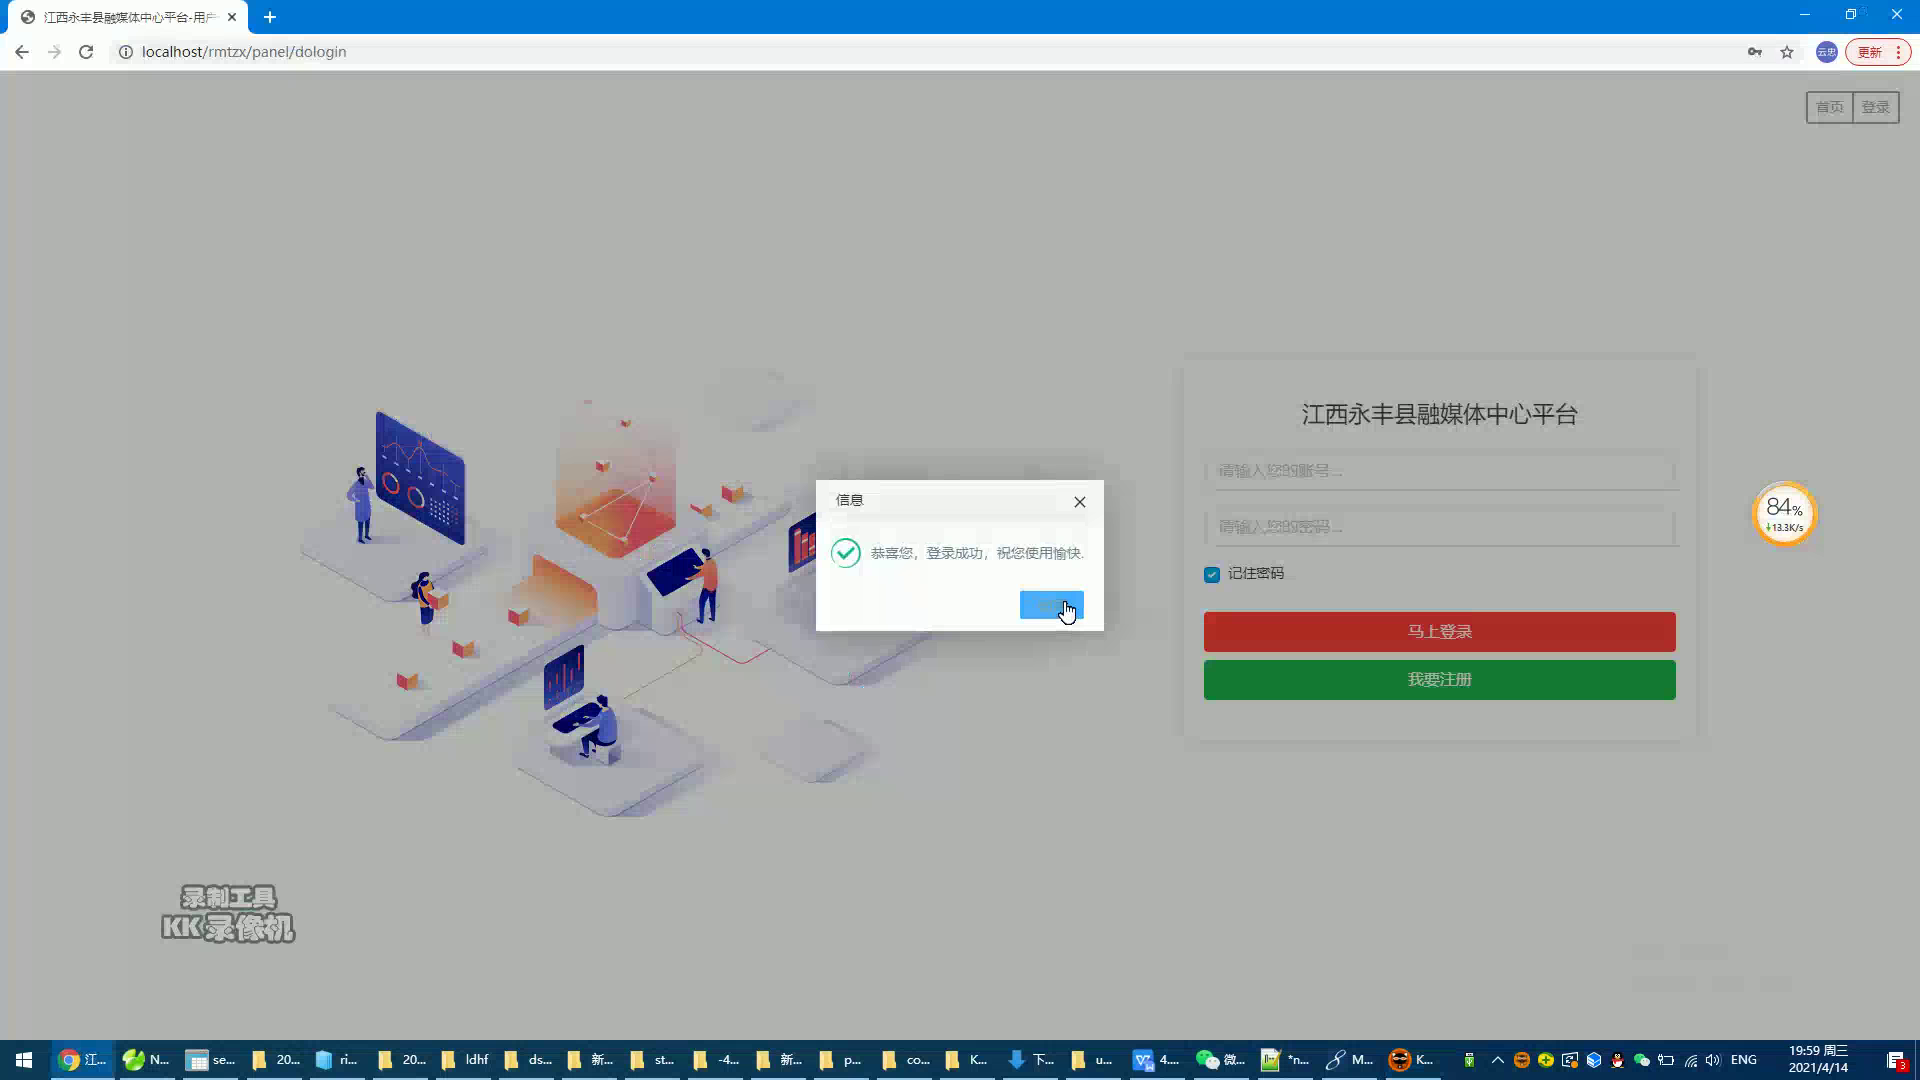 江西永丰县融媒体中心平台-用户
localhost/rmtzx/panel/dologin
云忠
更新
首页
登录
江西永丰县融媒体中心平台
请输入您的账号...
请输入您的密码...
记住密码
马上登录
我要注册
信息
恭喜您，登录成功，祝您使用愉快.
84%
13.3K/s
录制工具
KK 录像机
江...
N...
se...
20...
ri...
20...
ldhf
ds...
新...
st...
-4...
新...
p...
co...
K...
下...
u...
4....
微...
*n...
M...
K...
ENG
19:59 周三
2021/4/14
3